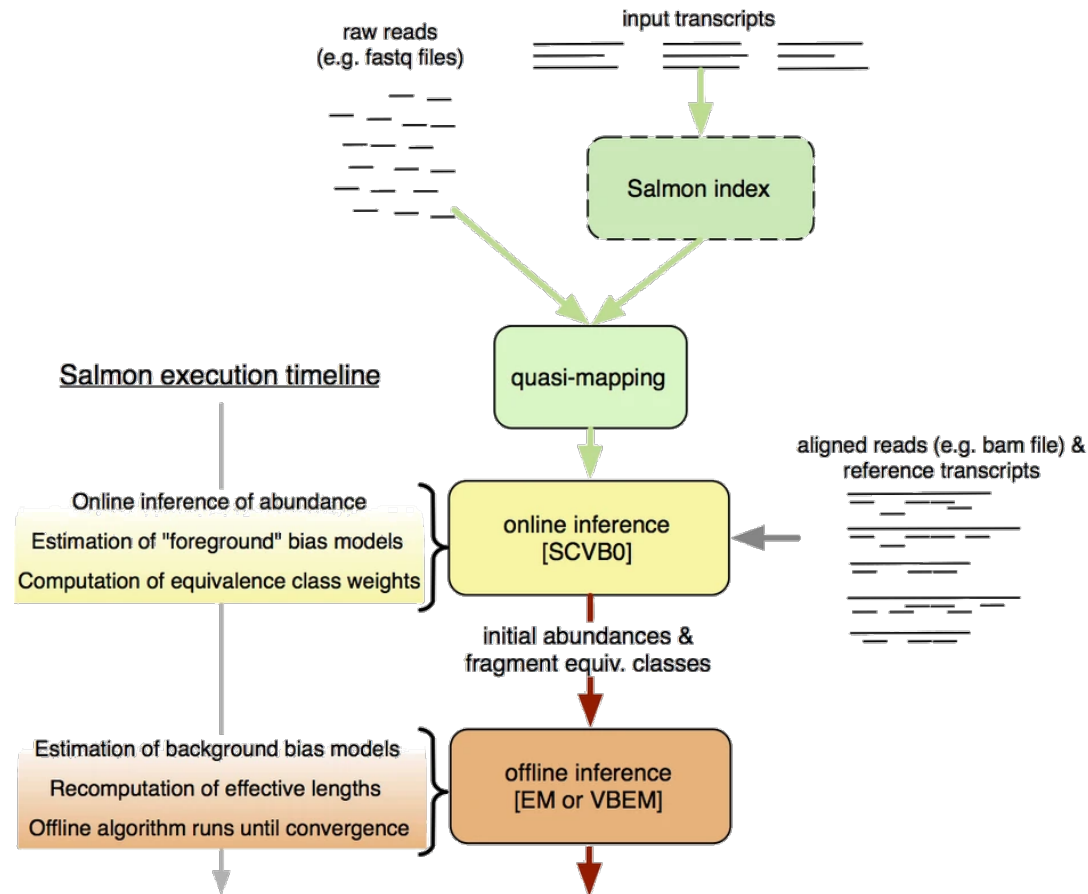 raw reads
(e.g. fastq files)
input transcripts
Salmon index
quasi-mapping
Salmon execution timeline
aligned reads (e.g. bam file) &
reference transcripts
Online inference of abundance
Estimation of "foreground" bias models
Computation of equivalence class weights
online inference
[SCVB0]
initial abundances &
fragment equiv. classes
Estimation of background bias models
Recomputation of effective lengths
Offline algorithm runs until convergence
offline inference
[EM or VBEM]